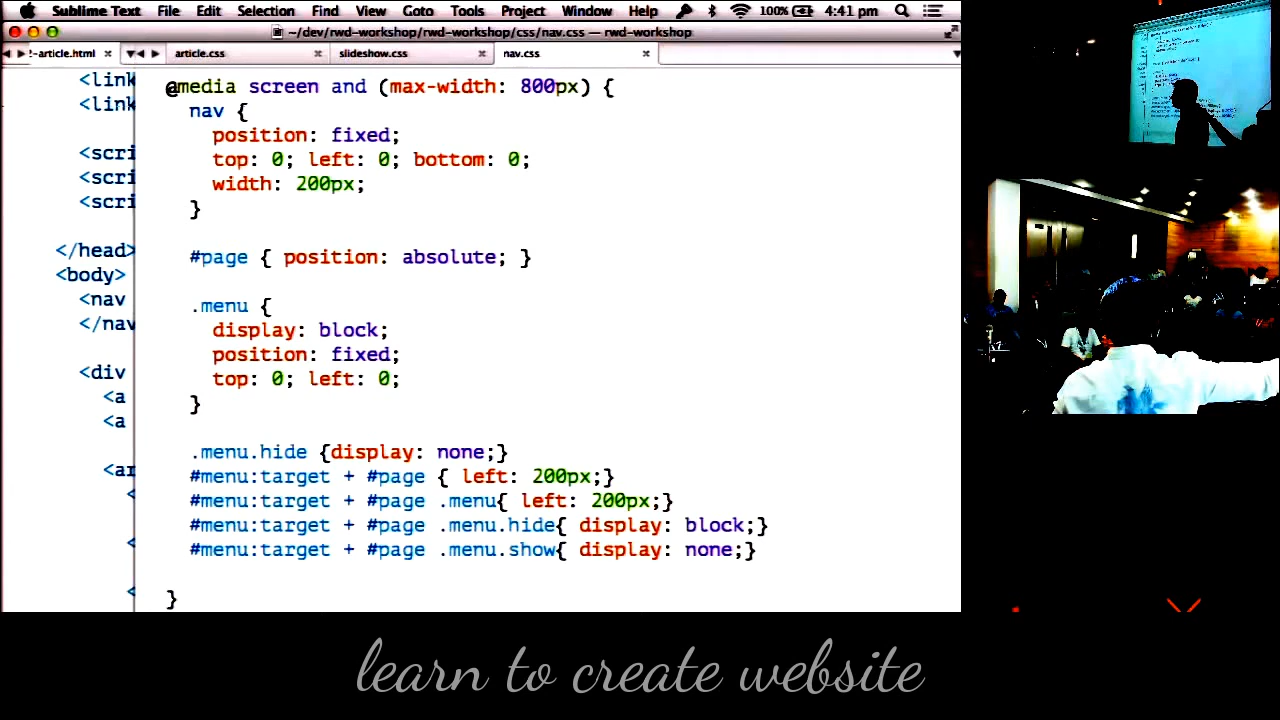 Sublime Text File Edit Selection Find View Goto Tools Project Window Help 100% 4:41 pm
~/dev/rwd-workshop/rwd-workshop/css/nav.css — rwd-workshop
!-article.html article.css slideshow.css nav.css
<link
<link
<scri
<scri
<scri
</head>
<body>
<nav
</nav
<div
<a
<a
<ar
<
<
<
@media screen and (max-width: 800px) {
nav {
position: fixed;
top: 0; left: 0; bottom: 0;
width: 200px;
}
#page { position: absolute; }
.menu {
display: block;
position: fixed;
top: 0; left: 0;
}
.menu.hide {display: none;}
#menu:target + #page { left: 200px;}
#menu:target + #page .menu{ left: 200px;}
#menu:target + #page .menu.hide{ display: block;}
#menu:target + #page .menu.show{ display: none;}
}
learn to create website